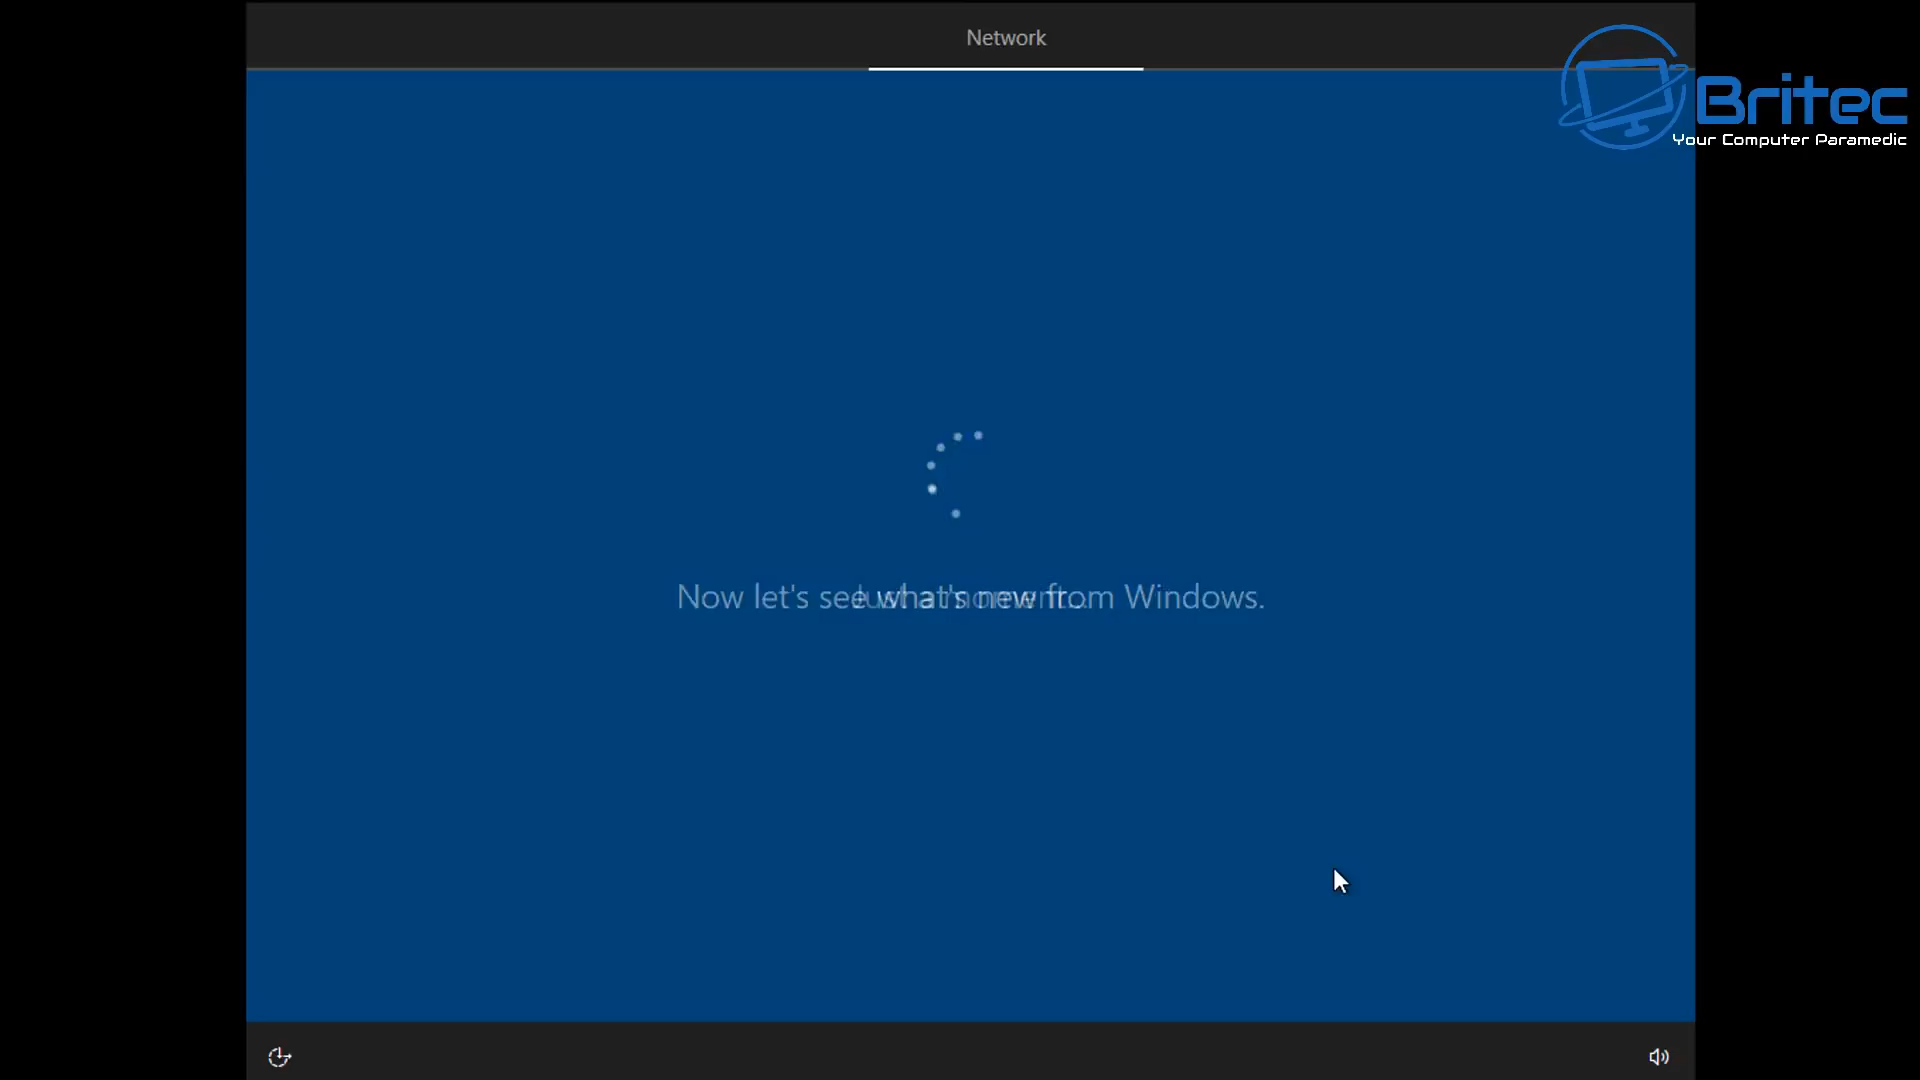 Network
Britec
Your Computer Paramedic
Now let's see what's new from Windows.